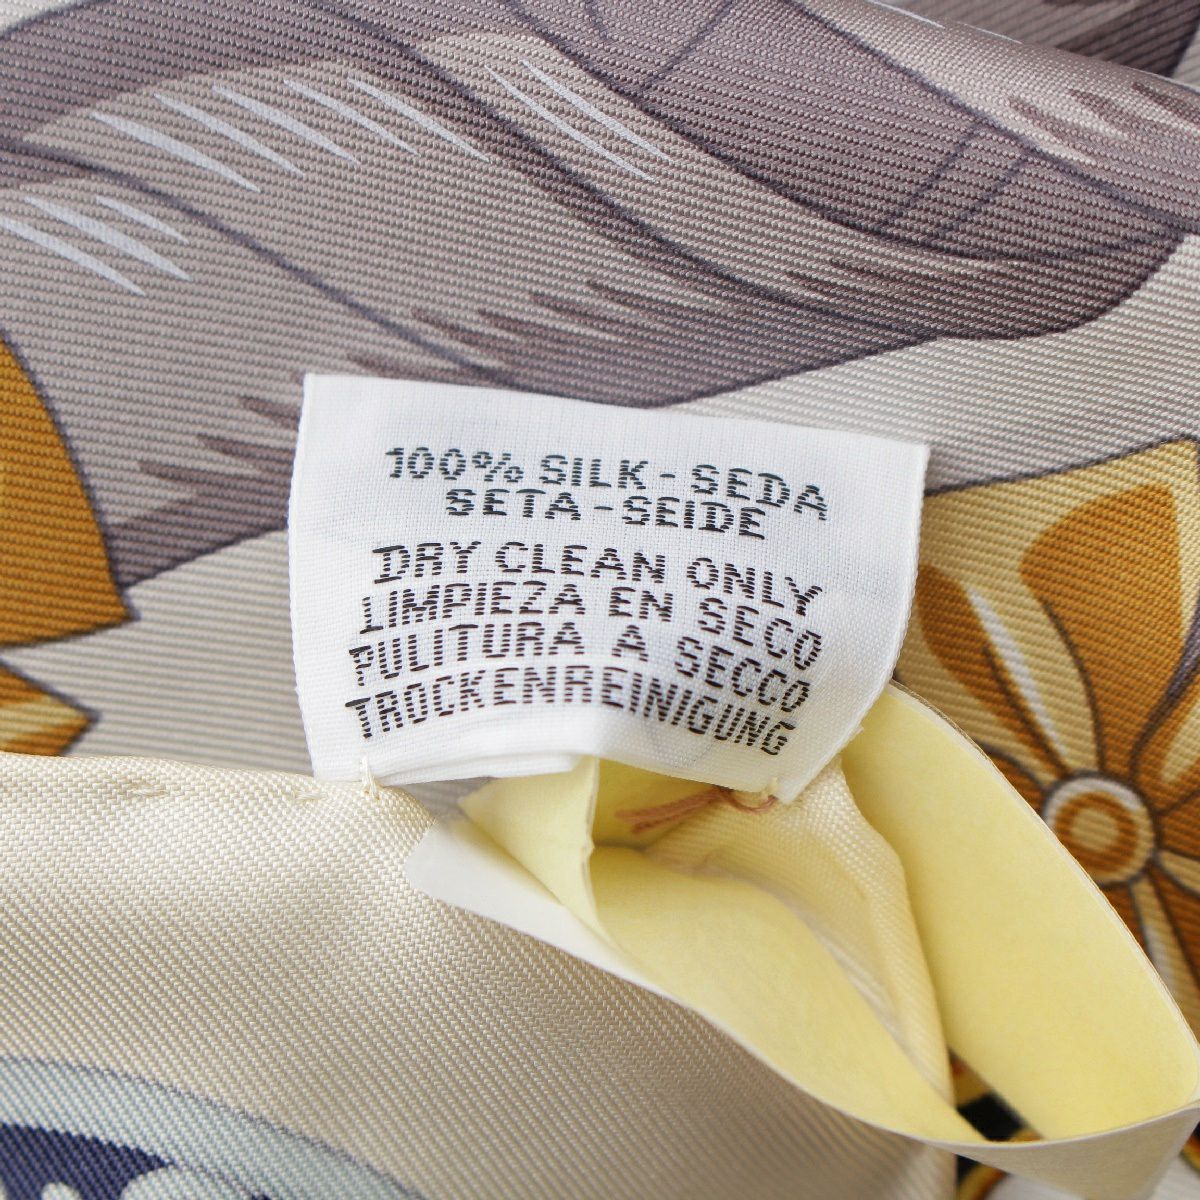 100% SILK - SEDA
SETA - SEIDE
DRY CLEAN ONLY
LIMPIEZA EN SECO
PULITURA A SECCO
TROCKENREINIGUNG